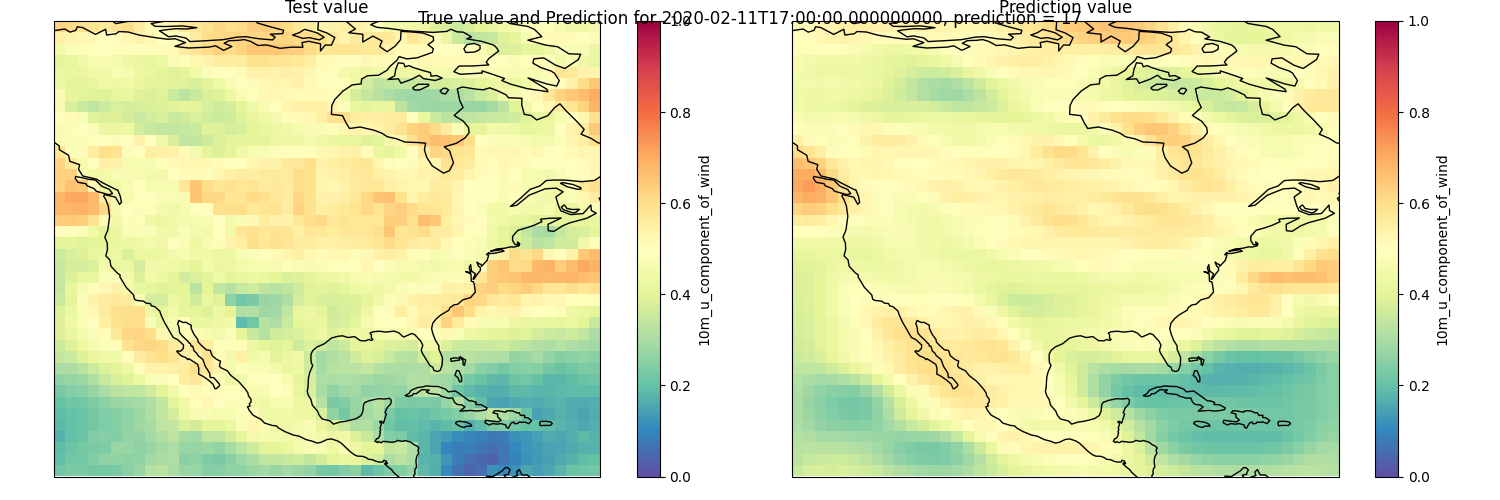 True value and Prediction for 2020-02-11T17:00:00.000000000, prediction = 17
Test value
Prediction value
1.0
0.8
0.6
0.4
0.2
0.0
10m_u_component_of_wind
1.0
0.8
0.6
0.4
0.2
0.0
10m_u_component_of_wind